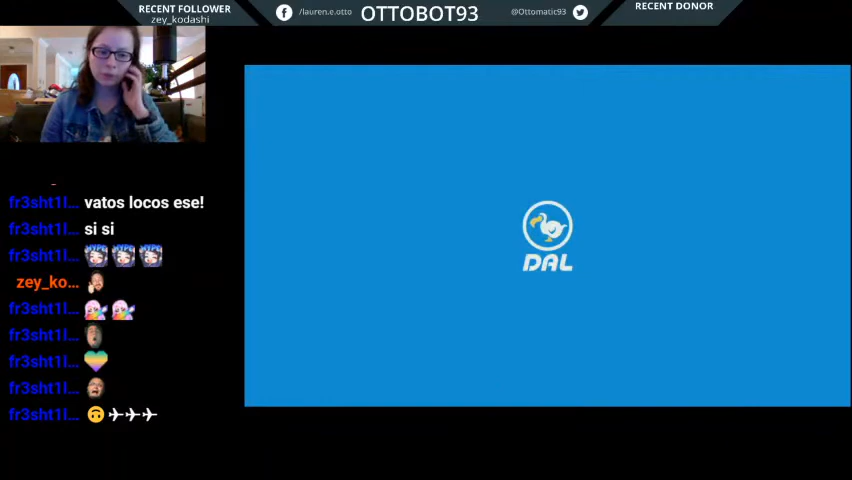 RECENT FOLLOWER
zey_kodashi
/lauren.e.otto
OTTOBOT93
@Ottomatic93
RECENT DONOR
fr3sht1l... vatos locos ese!
fr3sht1l... si si
fr3sht1l...
zey_ko...
fr3sht1l...
fr3sht1l...
fr3sht1l...
fr3sht1l...
fr3sht1l... 🙃✈✈✈
DAL